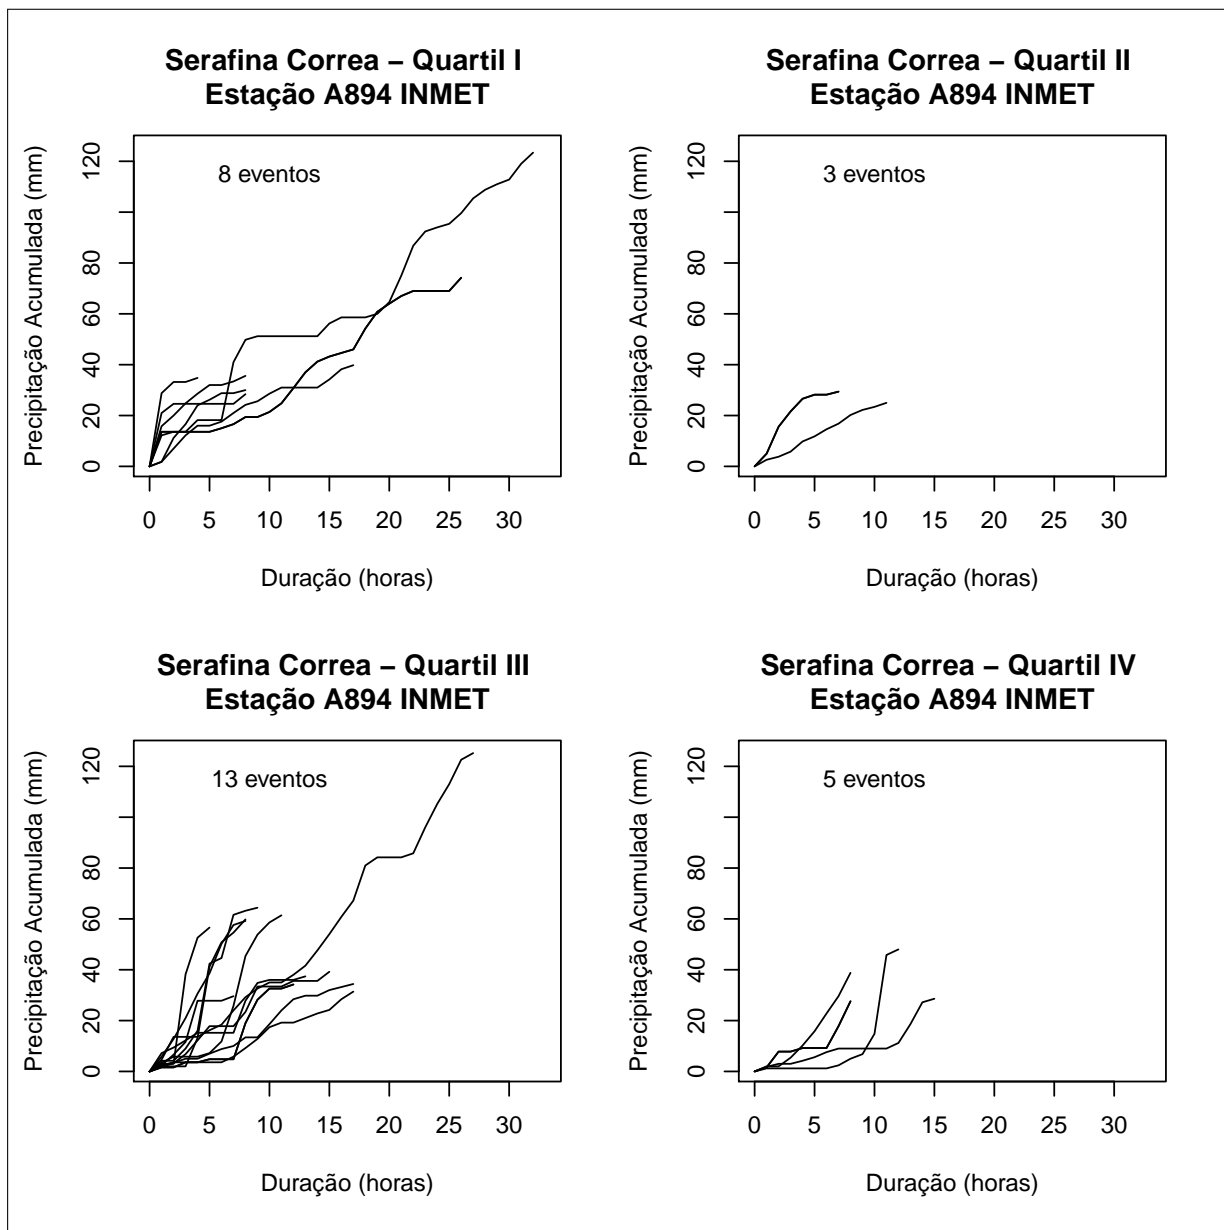 Serafina Correa – Quartil I
Estação A894 INMET
Precipitação Acumulada (mm)
120
80
60
40
20
0
8 eventos
0 5 10 15 20 25 30
Duração (horas)
Serafina Correa – Quartil II
Estação A894 INMET
Precipitação Acumulada (mm)
120
80
60
40
20
0
3 eventos
0 5 10 15 20 25 30
Duração (horas)
Serafina Correa – Quartil III
Estação A894 INMET
Precipitação Acumulada (mm)
120
80
60
40
20
0
13 eventos
0 5 10 15 20 25 30
Duração (horas)
Serafina Correa – Quartil IV
Estação A894 INMET
Precipitação Acumulada (mm)
120
80
60
40
20
0
5 eventos
0 5 10 15 20 25 30
Duração (horas)